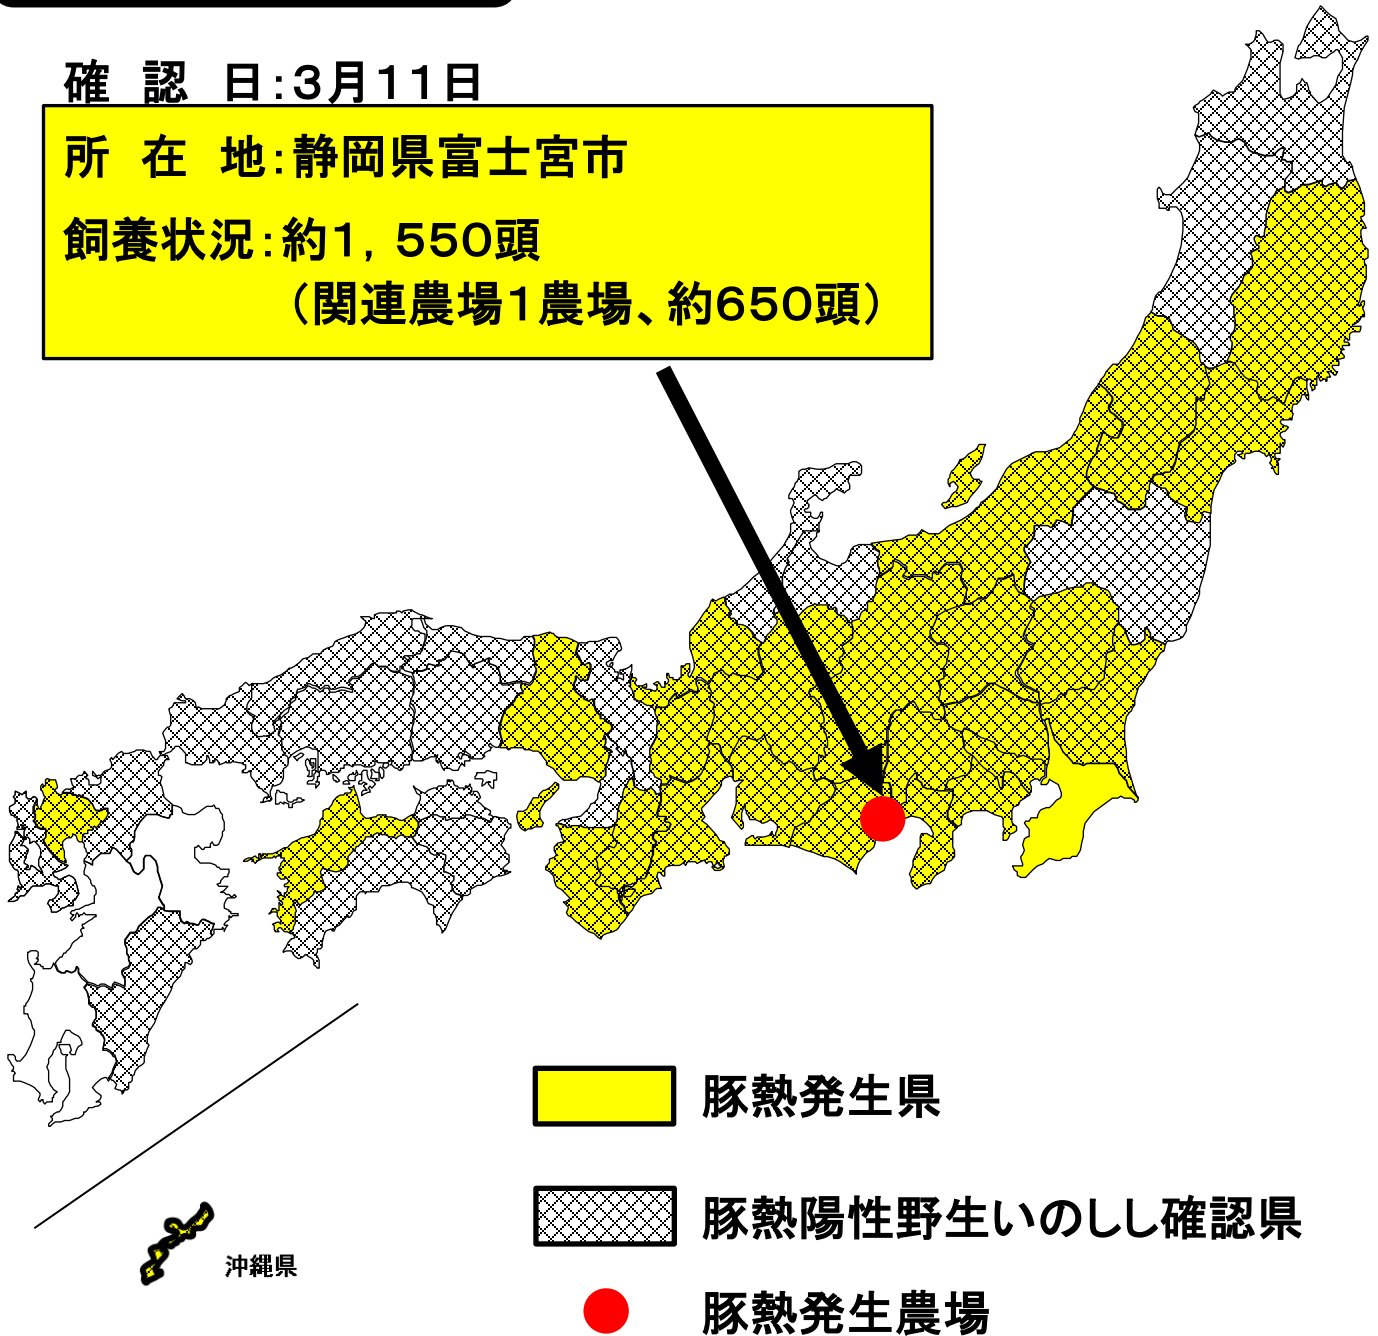 確認日:3月11日
所在地:静岡県富士宮市
飼養状況:約1,550頭
(関連農場1農場、約650頭)
豚熱発生県
豚熱陽性野生いのしし確認県
沖縄県
豚熱発生農場